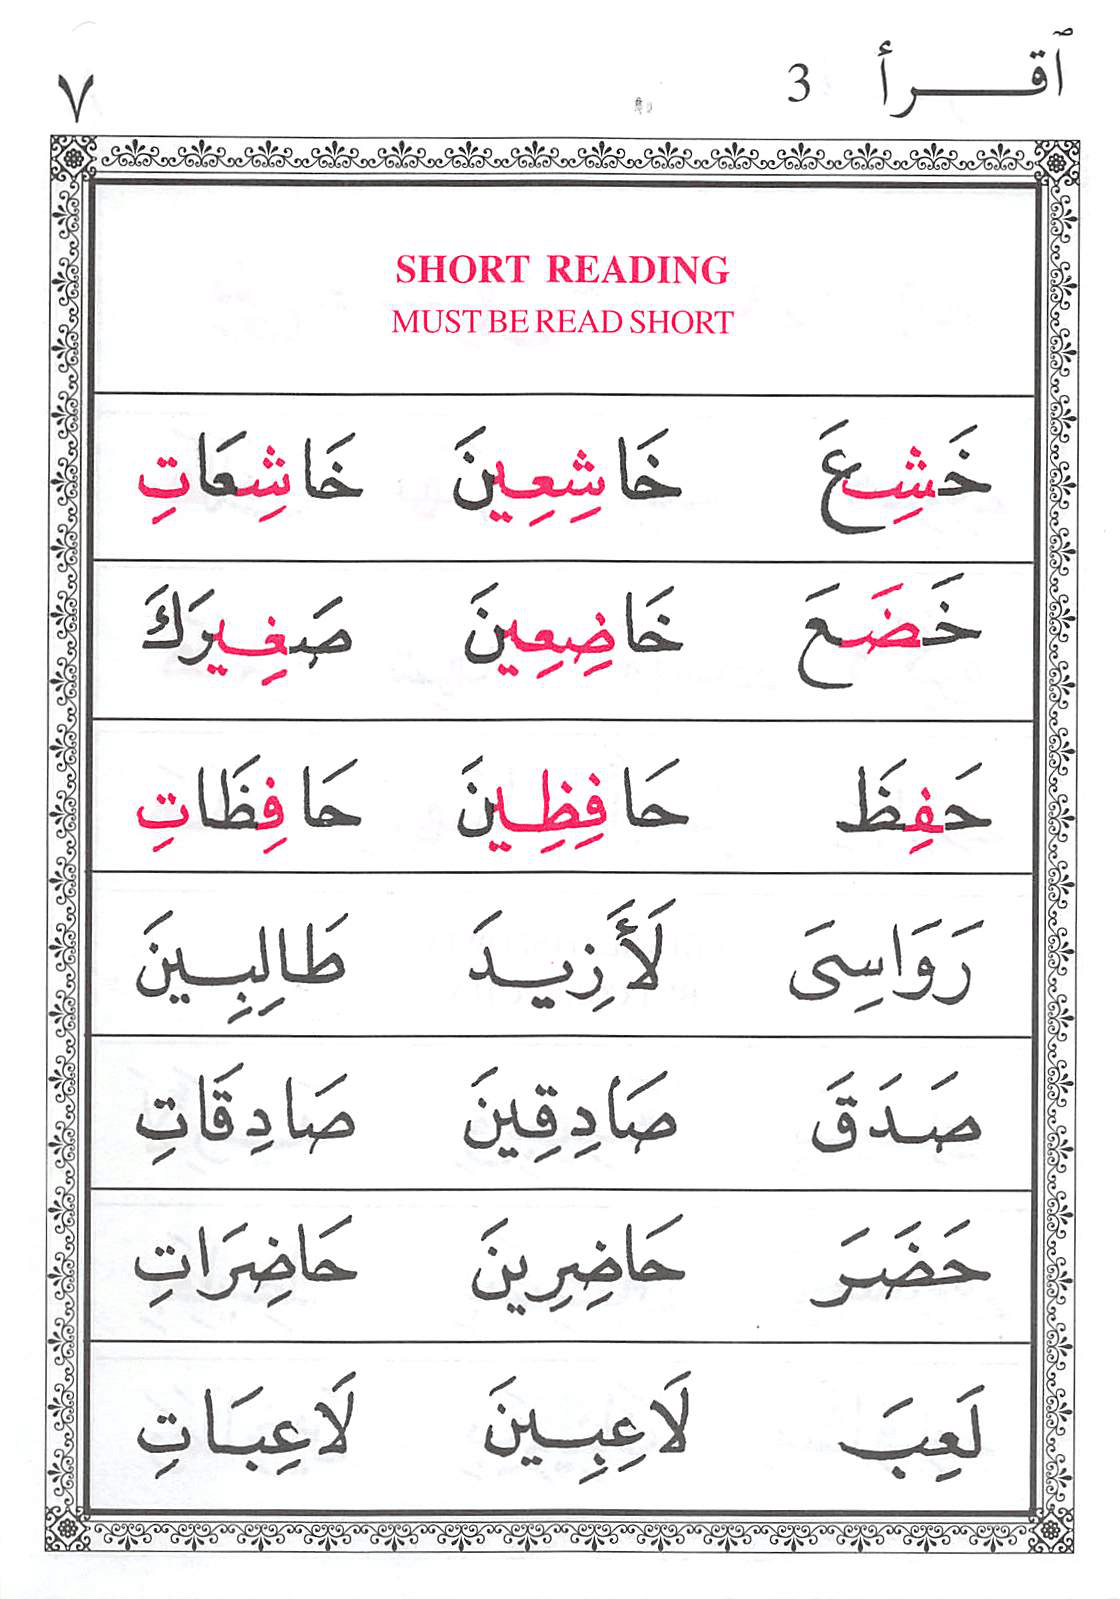 ٱقرأ 3 ٧
SHORT READING
MUST BE READ SHORT
خَشِعَ خَاشِعِينَ خَاشِعَاتِ
خَضَعَ خَاضِعِينَ صَغِيرَكَ
حَفِظَ حَافِظِينَ حَافِظَاتِ
رَوَاسِىَ لَأَزِيدَ طَالِبِينَ
صَدَقَ صَادِقِينَ صَادِقَاتِ
حَضَرَ حَاضِرِينَ حَاضِرَاتِ
لَعِبَ لَاعِبِينَ لَاعِبَاتِ